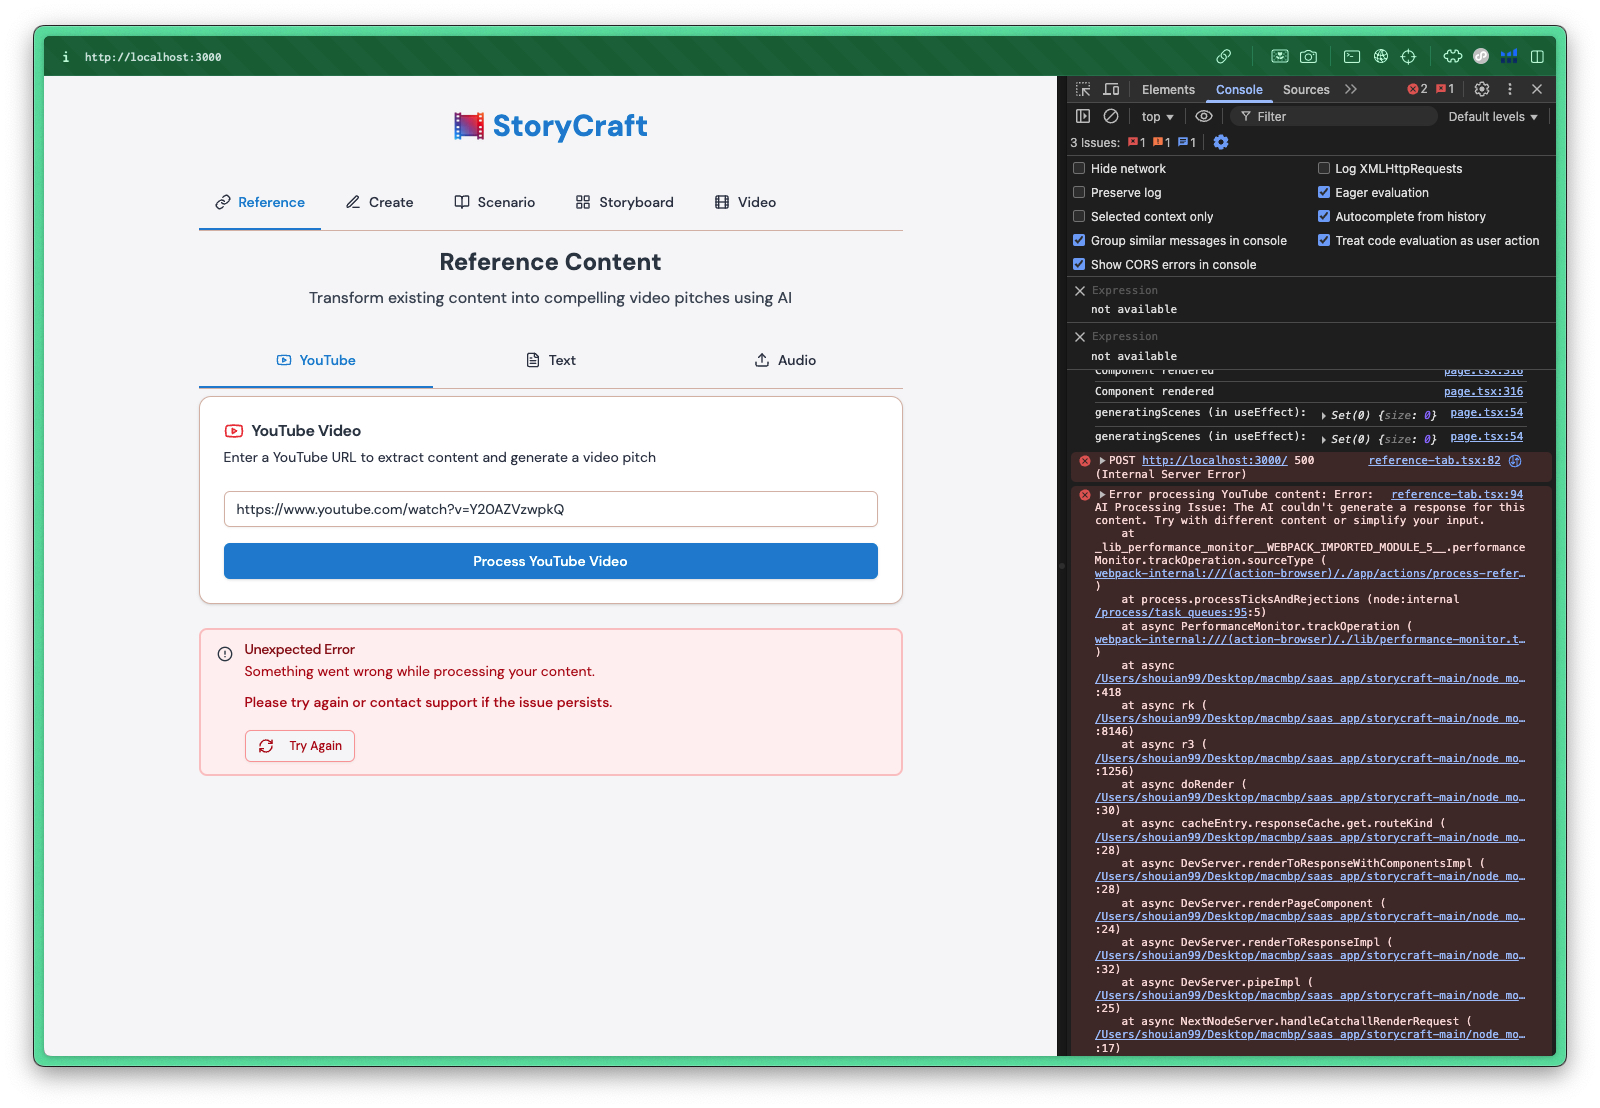 i http://localhost:3000
StoryCraft
Reference Create Scenario Storyboard Video
Reference Content
Transform existing content into compelling video pitches using AI
YouTube Text Audio
YouTube Video
Enter a YouTube URL to extract content and generate a video pitch
https://www.youtube.com/watch?v=Y20AZVzwpkQ
Process YouTube Video
Unexpected Error
Something went wrong while processing your content.
Please try again or contact support if the issue persists.
Try Again
Elements Console Sources 2 1
top Filter Default levels
3 Issues: 1 1 1
Hide network Log XMLHttpRequests
Preserve log Eager evaluation
Selected context only Autocomplete from history
Group similar messages in console Treat code evaluation as user action
Show CORS errors in console
Expression
not available
Expression
not available
Component rendered page.tsx:316
Component rendered page.tsx:316
generatingScenes (in useEffect): Set(0) {size: 0} page.tsx:54
generatingScenes (in useEffect): Set(0) {size: 0} page.tsx:54
POST http://localhost:3000/ 500 reference-tab.tsx:82
(Internal Server Error)
Error processing YouTube content: Error: reference-tab.tsx:94
AI Processing Issue: The AI couldn't generate a response for this
content. Try with different content or simplify your input.
at
_lib_performance_monitor__WEBPACK_IMPORTED_MODULE_5__.performance
Monitor.trackOperation.sourceType (
webpack-internal:///(action-browser)/./app/actions/process-refer…
)
at process.processTicksAndRejections (node:internal
/process/task_queues:95:5)
at async PerformanceMonitor.trackOperation (
webpack-internal:///(action-browser)/./lib/performance-monitor.t…
)
at async
/Users/shouian99/Desktop/macmbp/saas_app/storycraft-main/node_mo…
:418
at async rk (
/Users/shouian99/Desktop/macmbp/saas_app/storycraft-main/node_mo…
:8146)
at async r3 (
/Users/shouian99/Desktop/macmbp/saas_app/storycraft-main/node_mo…
:1256)
at async doRender (
/Users/shouian99/Desktop/macmbp/saas_app/storycraft-main/node_mo…
:30)
at async cacheEntry.responseCache.get.routeKind (
/Users/shouian99/Desktop/macmbp/saas_app/storycraft-main/node_mo…
:28)
at async DevServer.renderToResponseWithComponentsImpl (
/Users/shouian99/Desktop/macmbp/saas_app/storycraft-main/node_mo…
:28)
at async DevServer.renderPageComponent (
/Users/shouian99/Desktop/macmbp/saas_app/storycraft-main/node_mo…
:24)
at async DevServer.renderToResponseImpl (
/Users/shouian99/Desktop/macmbp/saas_app/storycraft-main/node_mo…
:32)
at async DevServer.pipeImpl (
/Users/shouian99/Desktop/macmbp/saas_app/storycraft-main/node_mo…
:25)
at async NextNodeServer.handleCatchallRenderRequest (
/Users/shouian99/Desktop/macmbp/saas_app/storycraft-main/node_mo…
:17)